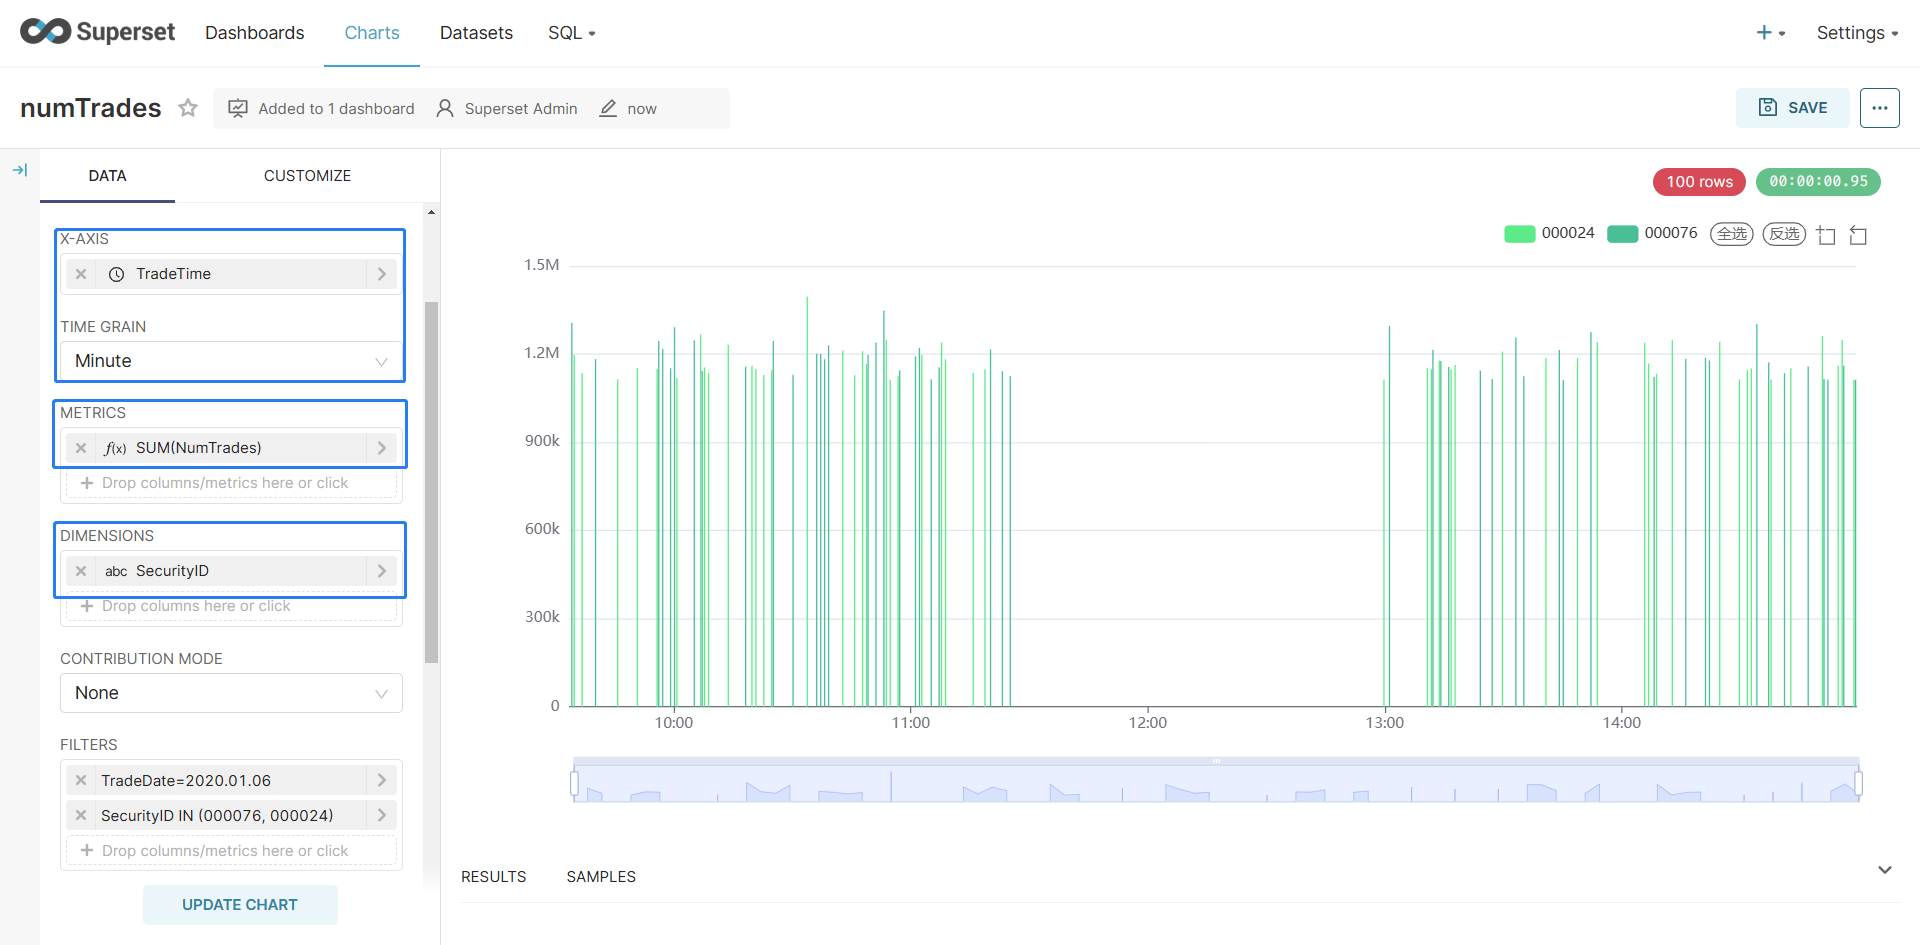 Superset Dashboards Charts Datasets SQL Settings
numTrades Added to 1 dashboard Superset Admin now SAVE
DATA CUSTOMIZE
X-AXIS
TradeTime
TIME GRAIN
Minute
METRICS
f(x) SUM(NumTrades)
Drop columns/metrics here or click
DIMENSIONS
abc SecurityID
Drop columns here or click
CONTRIBUTION MODE
None
FILTERS
TradeDate=2020.01.06
SecurityID IN (000076, 000024)
Drop columns/metrics here or click
UPDATE CHART
100 rows 00:00:00.95
000024 000076 全选 反选
1.5M
1.2M
900k
600k
300k
0
10:00 11:00 12:00 13:00 14:00
RESULTS SAMPLES